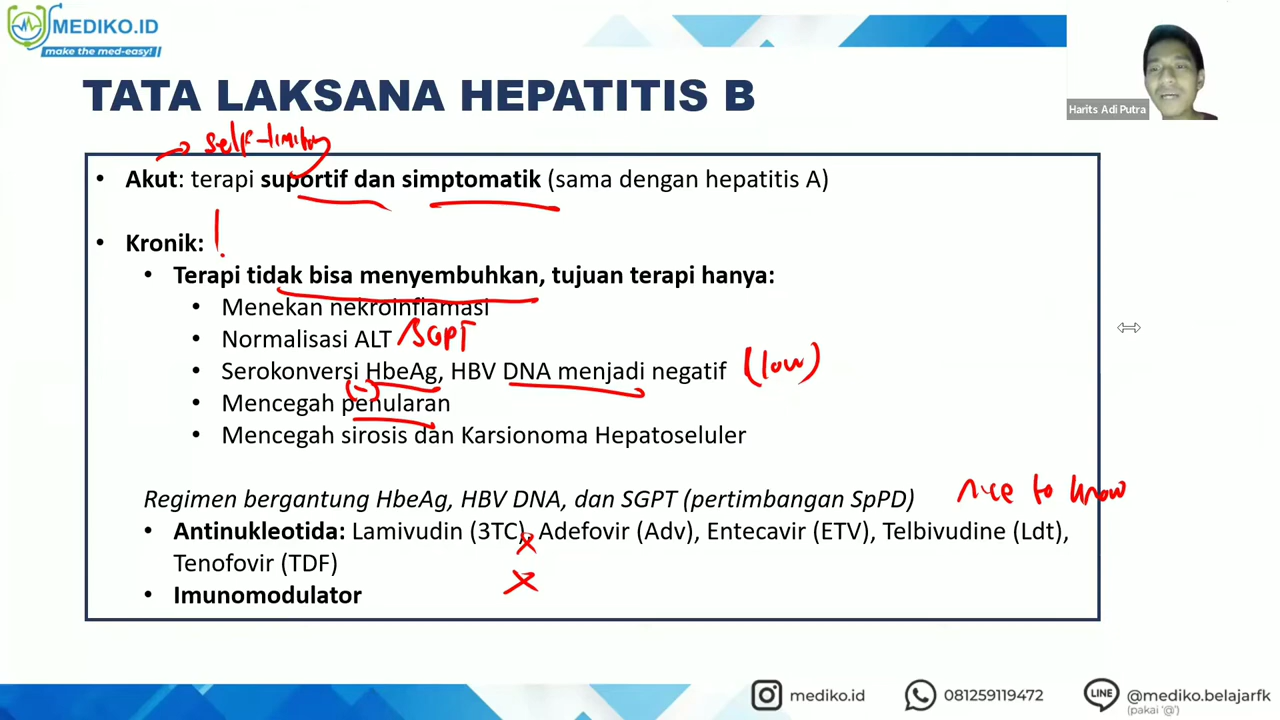 MEDIKO.ID
make the med-easy!
Harits Adi Putra
TATA LAKSANA HEPATITIS B
→ self-limiting
• Akut: terapi suportif dan simptomatik (sama dengan hepatitis A)
• Kronik: !
• Terapi tidak bisa menyembuhkan, tujuan terapi hanya:
• Menekan nekroinflamasi
• Normalisasi ALT / SGPT
• Serokonversi HbeAg, HBV DNA menjadi negatif (low)
(-)
• Mencegah penularan
• Mencegah sirosis dan Karsionoma Hepatoseluler
Regimen bergantung HbeAg, HBV DNA, dan SGPT (pertimbangan SpPD) nice to know
• Antinukleotida: Lamivudin (3TC), Adefovir (Adv), Entecavir (ETV), Telbivudine (Ldt),
Tenofovir (TDF)
• Imunomodulator
mediko.id 081259119472 LINE @mediko.belajarfk
(pakai '@')